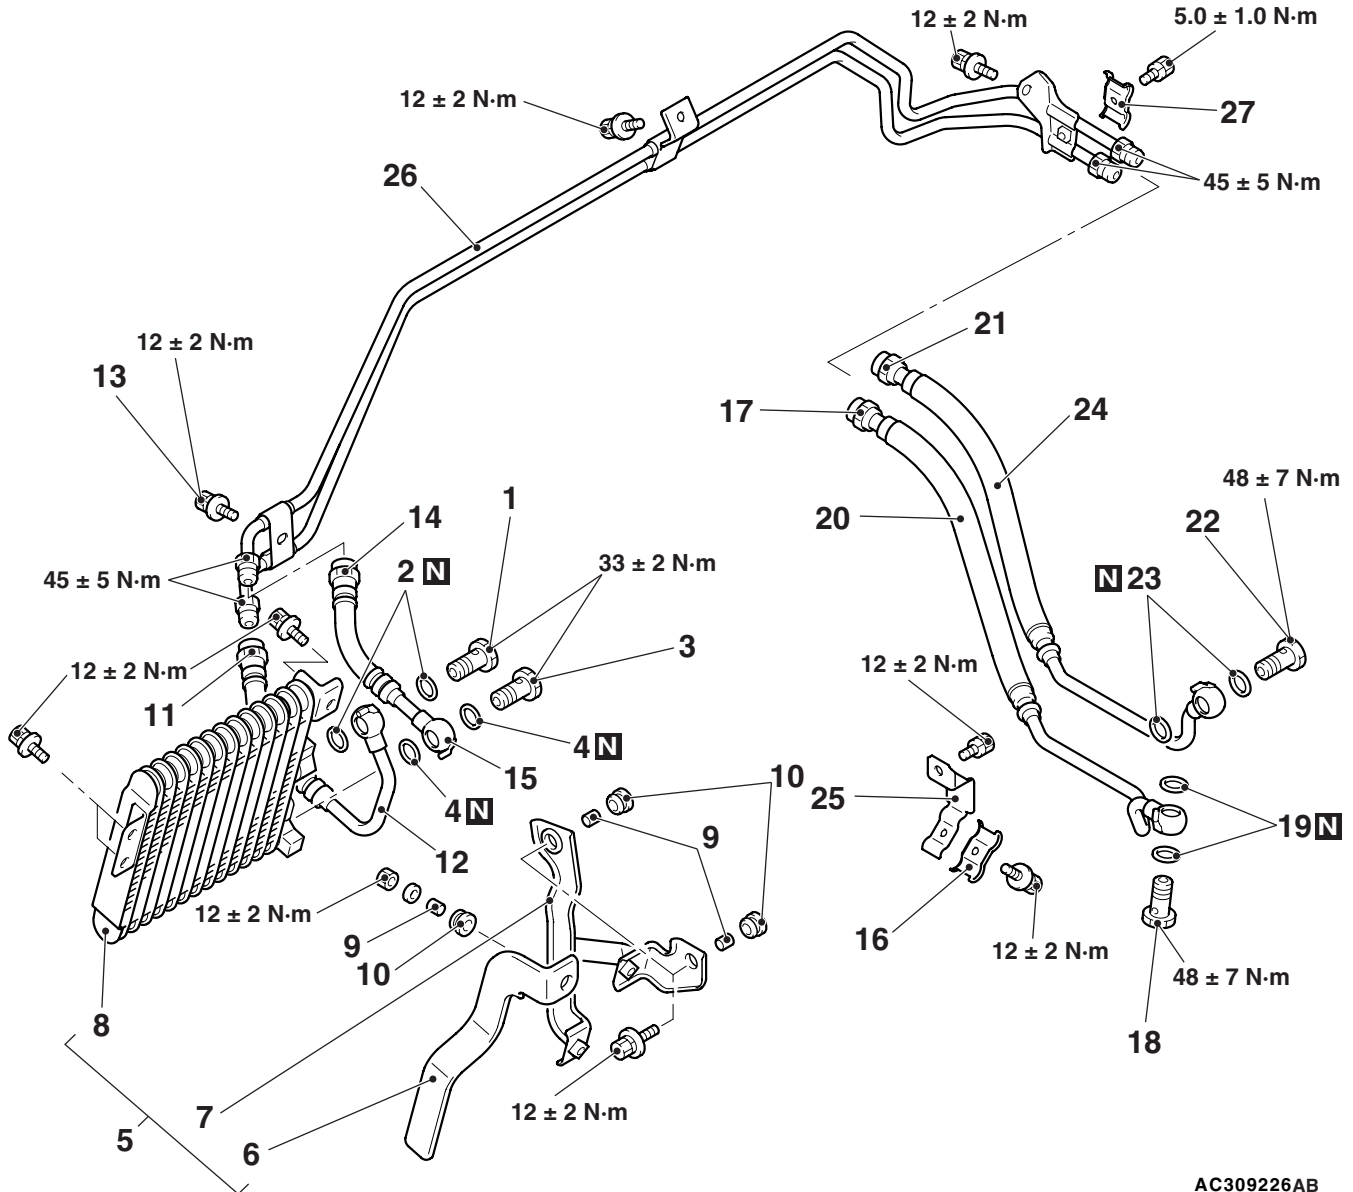 12 ± 2 N·m
5.0 ± 1.0 N·m
12 ± 2 N·m
27
26
45 ± 5 N·m
21
12 ± 2 N·m
13
17
24
48 ± 7 N·m
1
14
20
22
2 N
33 ± 2 N·m
45 ± 5 N·m
N 23
3
12 ± 2 N·m
12 ± 2 N·m
11
4 N
15
10
25
4 N
19 N
9
12
12 ± 2 N·m
9
16
12 ± 2 N·m
10
48 ± 7 N·m
8
18
12 ± 2 N·m
7
5
6
AC309226AB